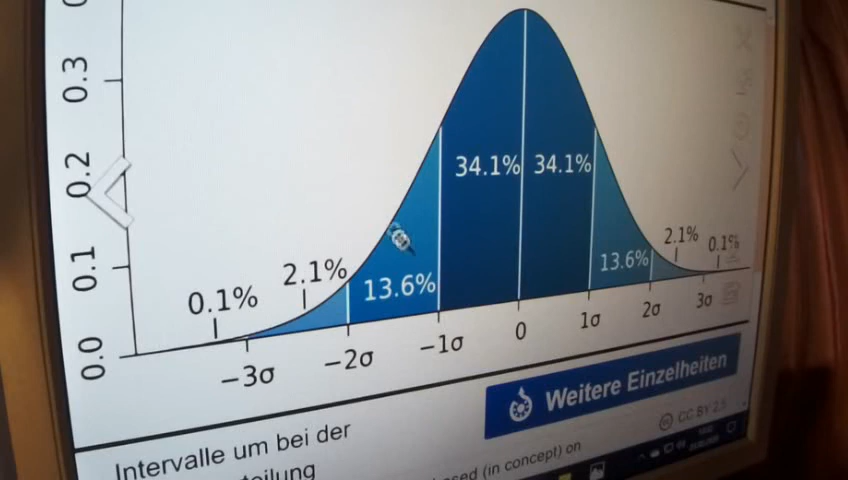 0.3
0.2
0.1
0.0
34.1% 34.1%
0.1% 2.1% 13.6% 13.6% 2.1% 0.1%
−3σ −2σ −1σ 0 1σ 2σ 3σ
Weitere Einzelheiten
CC BY 2.5
Intervalle um bei der
(in concept) on